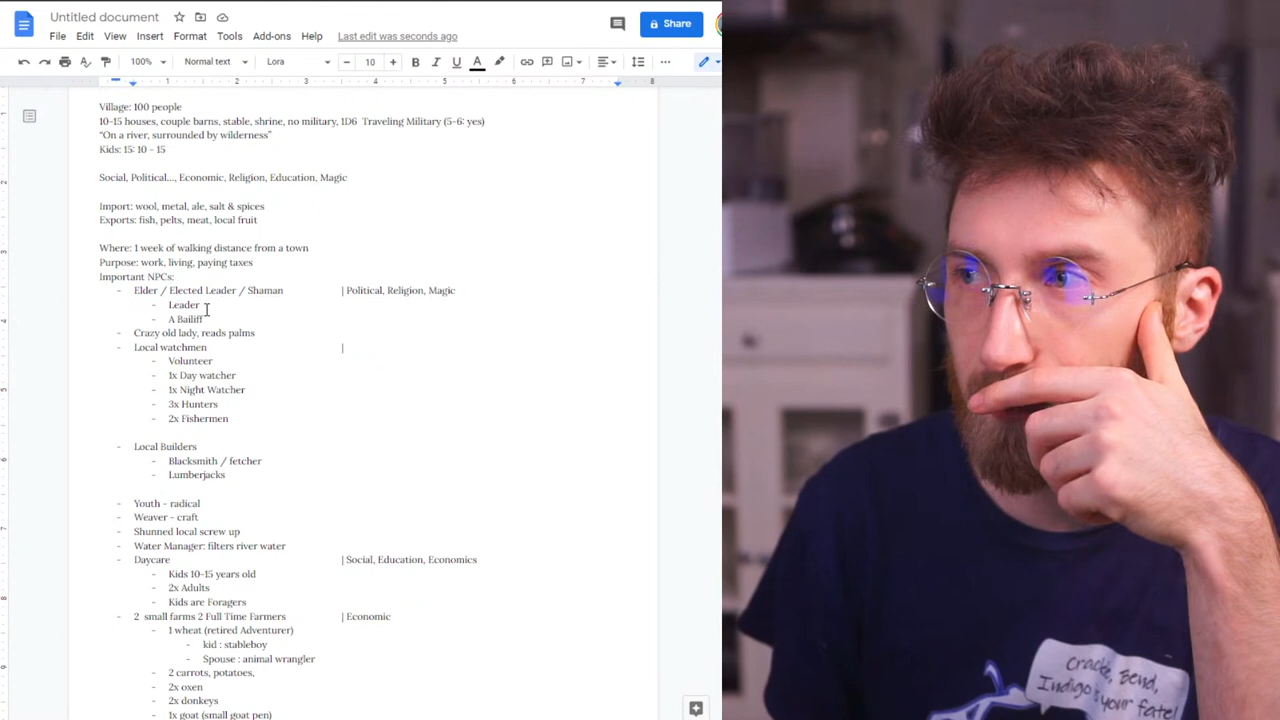 Untitled document
File Edit View Insert Format Tools Add-ons Help Last edit was seconds ago
Share
100% Normal text Lora 10 B I U A
1 2 3 4 5 6 7 8
Village: 100 people
10-15 houses, couple barns, stable, shrine, no military, 1D6 Traveling Military (5-6: yes)
“On a river, surrounded by wilderness”
Kids: 15: 10 - 15
Social, Political..., Economic, Religion, Education, Magic
Import: wool, metal, ale, salt & spices
Exports: fish, pelts, meat, local fruit
Where: 1 week of walking distance from a town
Purpose: work, living, paying taxes
Important NPCs:
- Elder / Elected Leader / Shaman | Political, Religion, Magic
- Leader
- A Bailiff
- Crazy old lady, reads palms
- Local watchmen |
- Volunteer
- 1x Day watcher
- 1x Night Watcher
- 3x Hunters
- 2x Fishermen
- Local Builders
- Blacksmith / fetcher
- Lumberjacks
- Youth - radical
- Weaver - craft
- Shunned local screw up
- Water Manager: filters river water
- Daycare | Social, Education, Economics
- Kids 10-15 years old
- 2x Adults
- Kids are Foragers
- 2 small farms 2 Full Time Farmers | Economic
- 1 wheat (retired Adventurer)
- kid : stableboy
- Spouse : animal wrangler
- 2 carrots, potatoes,
- 2x oxen
- 2x donkeys
- 1x goat (small goat pen)
Bend,
Indigo is your fate!